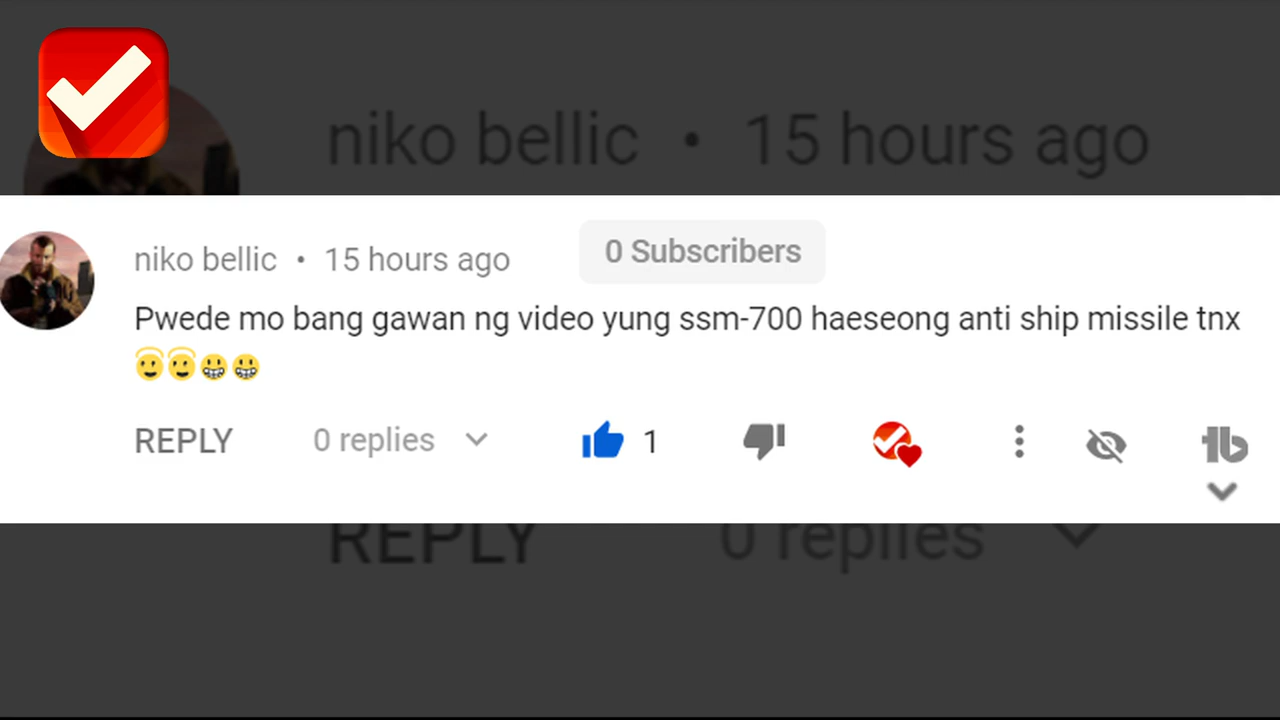 niko bellic • 15 hours ago
niko bellic • 15 hours ago 0 Subscribers
Pwede mo bang gawan ng video yung ssm-700 haeseong anti ship missile tnx
😇😇😁😁
REPLY 0 replies 1
REPLY 0 replies